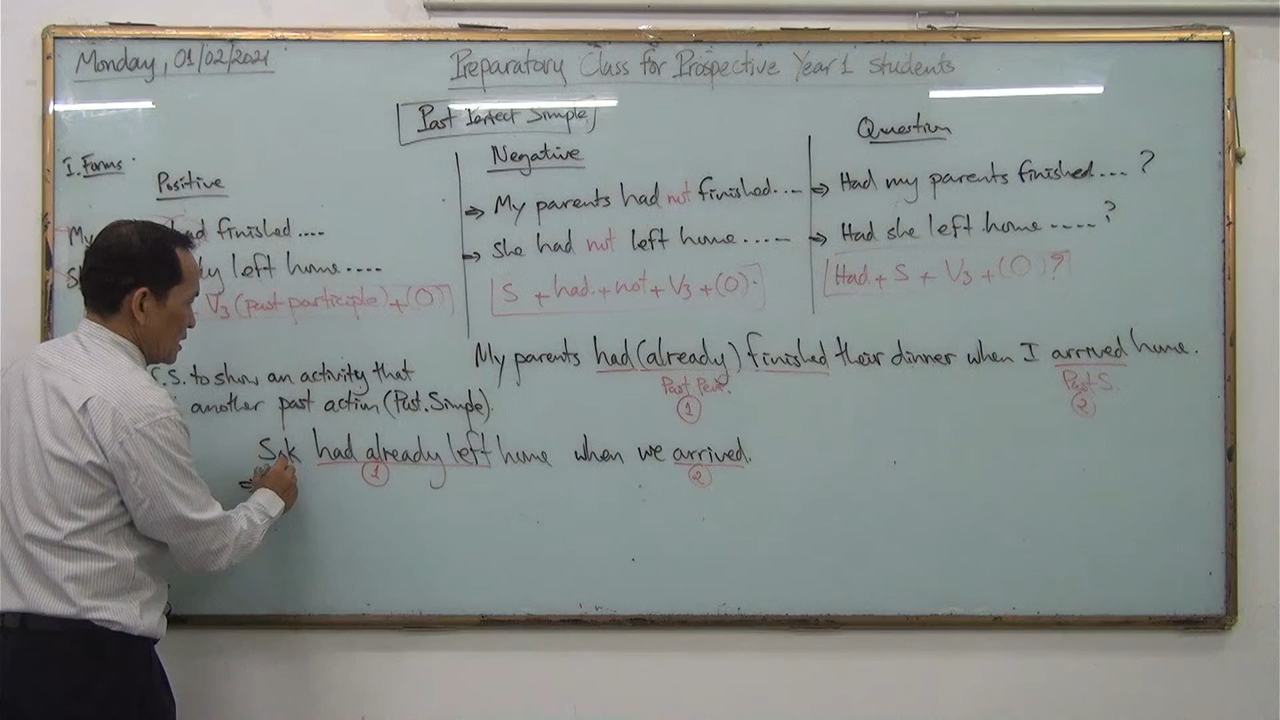 Monday, 01/02/2021
Preparatory Class for Prospective Year 1 Students
Past Perfect Simple
I. Forms
Positive
My had finished....
left home....
V3 (past participle) + (O)
Negative
⇒ My parents had not finished....
⇒ She had not left home.....
S + had + not + V3 + (O).
Question
⇒ Had my parents finished....?
⇒ Had she left home.....?
Had + S + V3 + (O)?
My parents had (already) finished their dinner when I arrived home.
Past Perf.
Past S.
1
2
.S. to show an activity that
another past action (Past. Simple).
Sok had already left home when we arrived.
1
2